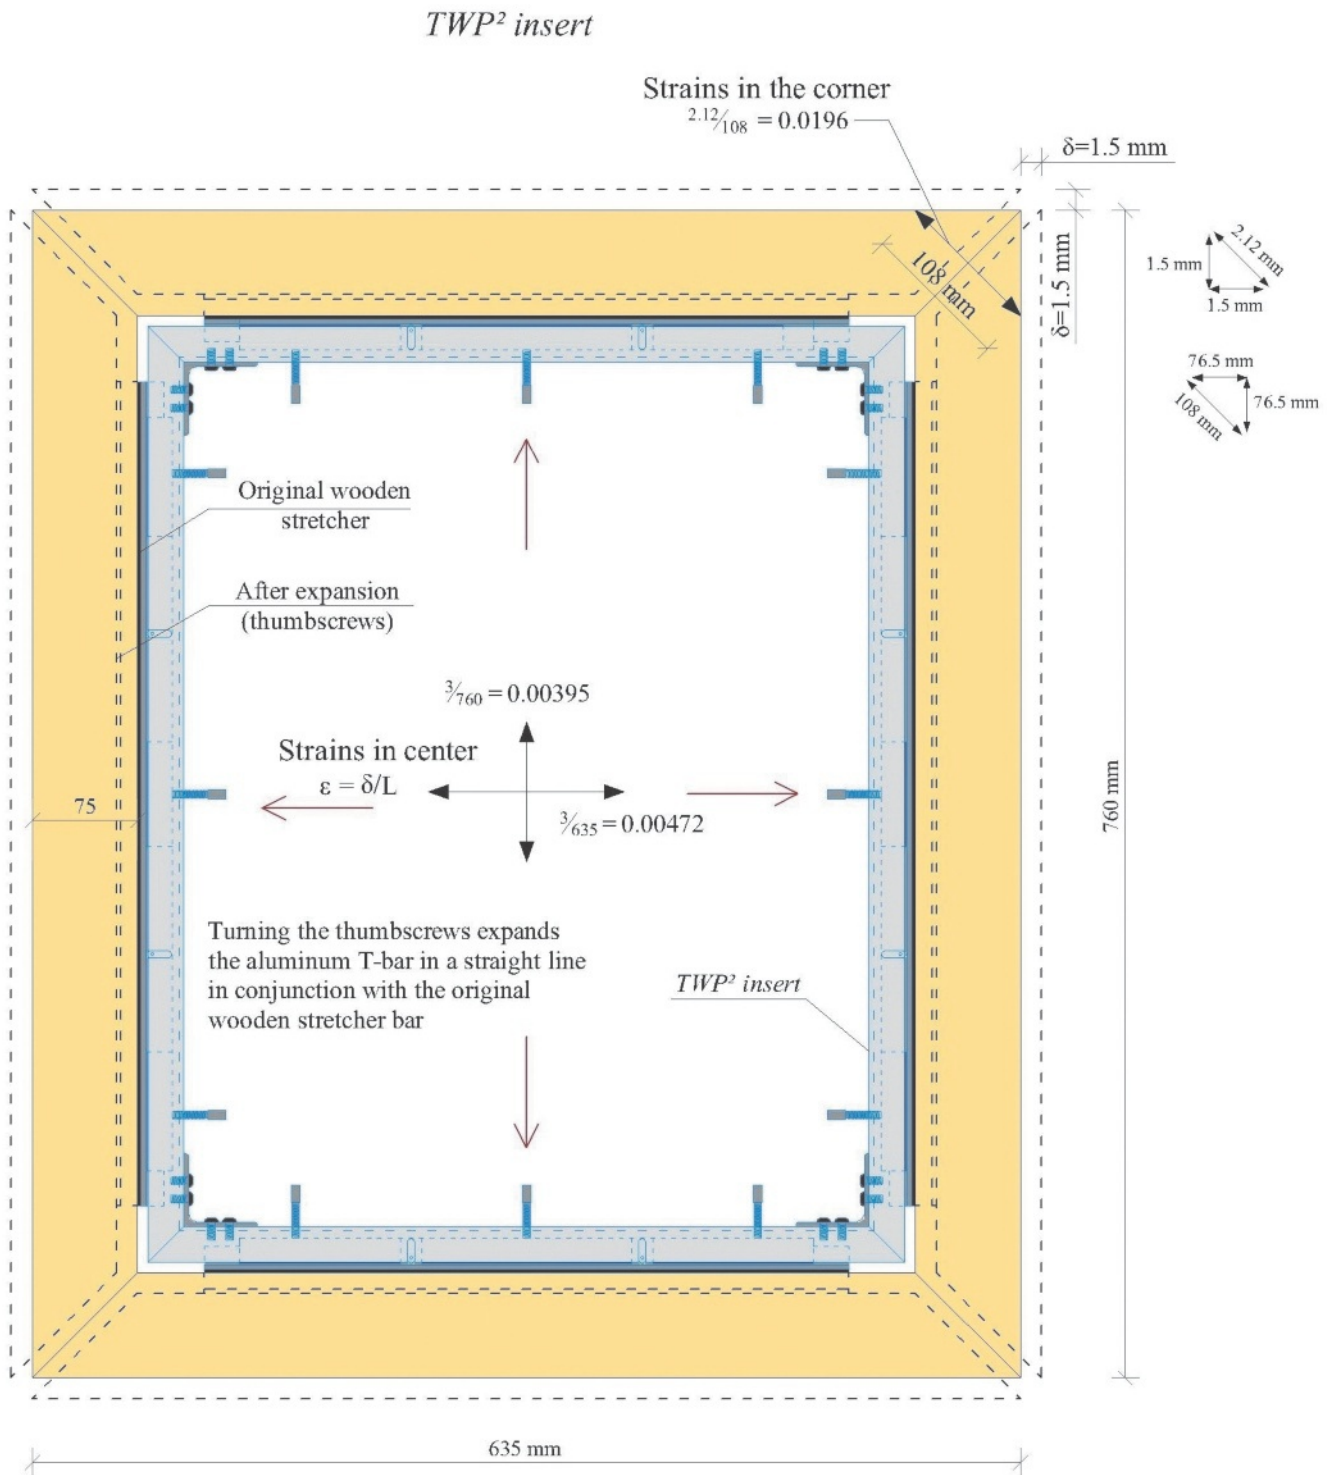 TWP² insert
Strains in the corner
2.12/108 = 0.0196
δ=1.5 mm
δ=1.5 mm
108 mm
1.5 mm
2.12 mm
1.5 mm
76.5 mm
108 mm
76.5 mm
Original wooden
stretcher
After expansion
(thumbscrews)
3/760 = 0.00395
Strains in center
ε = δ/L
3/635 = 0.00472
75
760 mm
Turning the thumbscrews expands
the aluminum T-bar in a straight line
in conjunction with the original
wooden stretcher bar
TWP² insert
635 mm